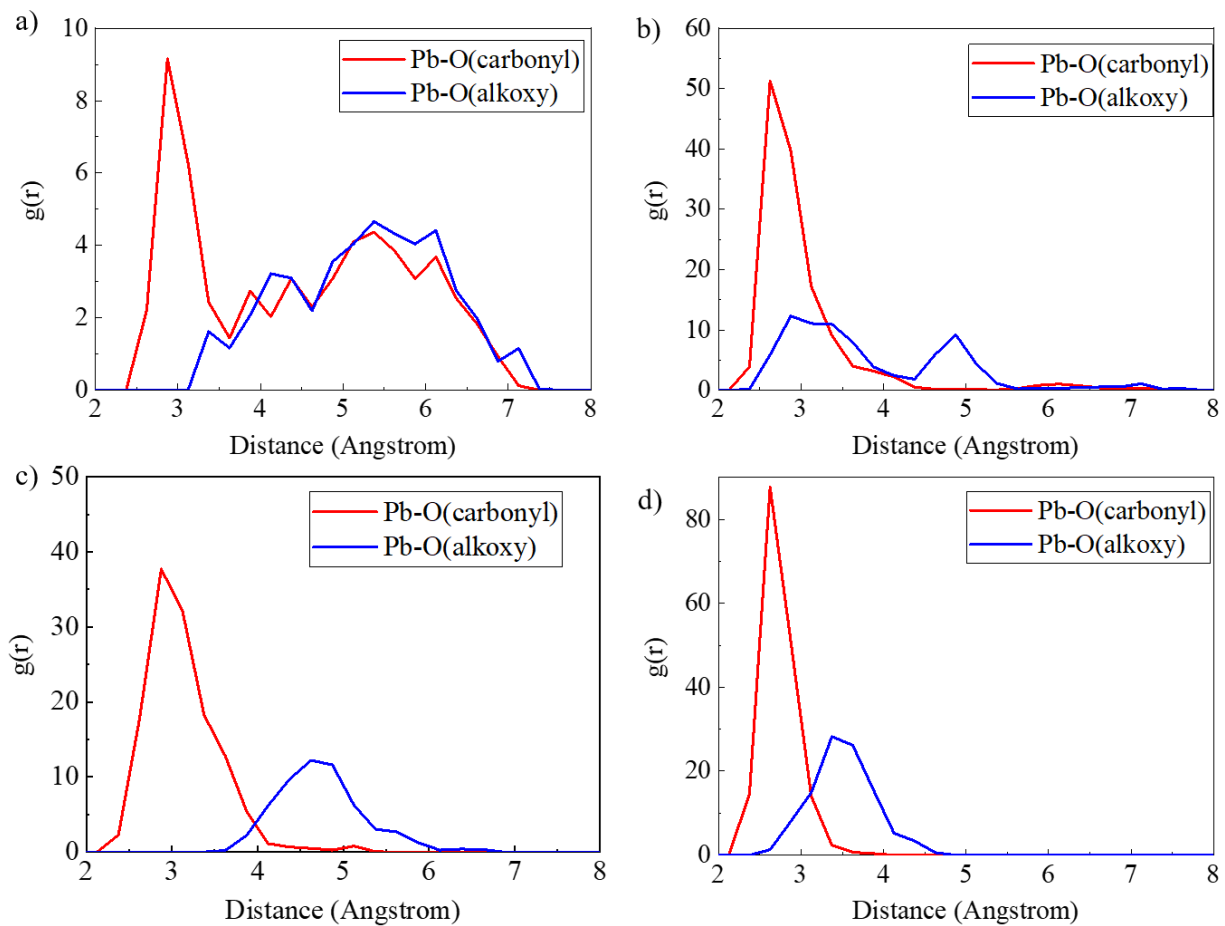 a)
10
8
6
4
2
0
g(r)
Pb-O(carbonyl)
Pb-O(alkoxy)
2 3 4 5 6 7 8
Distance (Angstrom)
b)
60
50
40
30
20
10
0
g(r)
Pb-O(carbonyl)
Pb-O(alkoxy)
2 3 4 5 6 7 8
Distance (Angstrom)
c)
50
40
30
20
10
0
g(r)
Pb-O(carbonyl)
Pb-O(alkoxy)
2 3 4 5 6 7 8
Distance (Angstrom)
d)
80
60
40
20
0
g(r)
Pb-O(carbonyl)
Pb-O(alkoxy)
2 3 4 5 6 7 8
Distance (Angstrom)